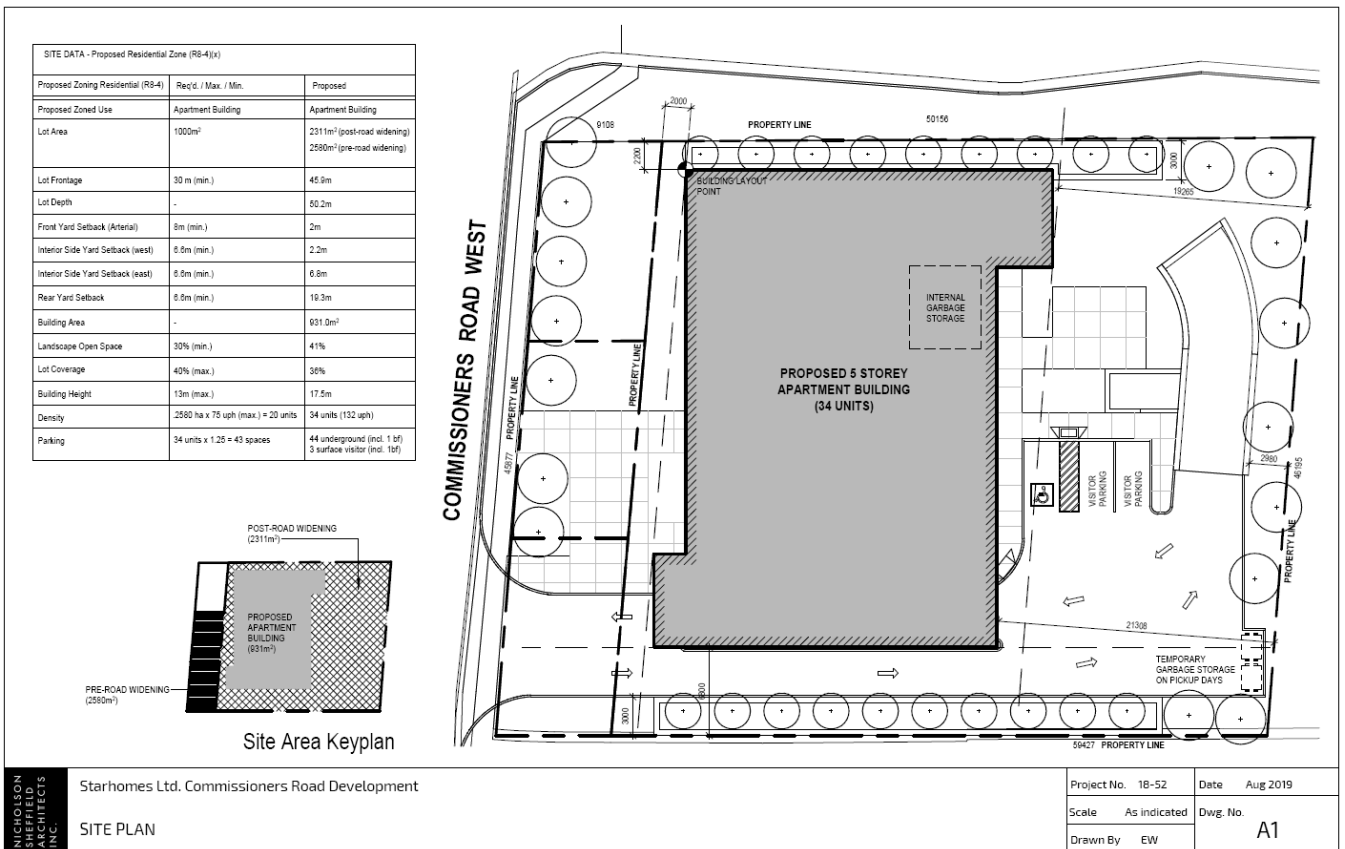 SITE DATA - Proposed Residential Zone (R8-4)(x)
Proposed Zoning Residential (R8-4) Req'd. / Max. / Min. Proposed
Proposed Zoned Use Apartment Building Apartment Building
Lot Area 1000m² 2311m² (post-road widening)
2580m² (pre-road widening)
Lot Frontage 30 m (min.) 45.9m
Lot Depth - 50.2m
Front Yard Setback (Arterial) 8m (min.) 2m
Interior Side Yard Setback (west) 6.6m (min.) 2.2m
Interior Side Yard Setback (east) 6.6m (min.) 6.8m
Rear Yard Setback 6.6m (min.) 19.3m
Building Area - 931.0m²
Landscape Open Space 30% (min.) 41%
Lot Coverage 40% (max.) 36%
Building Height 13m (max.) 17.5m
Density .2580 ha x 75 uph (max.) = 20 units 34 units (132 uph)
Parking 34 units x 1.25 = 43 spaces 44 underground (incl. 1 bf)
3 surface visitor (incl. 1bf)
POST-ROAD WIDENING
(2311m²)
PROPOSED
APARTMENT
BUILDING
(931m²)
PRE-ROAD WIDENING
(2580m²)
Site Area Keyplan
COMMISSIONERS ROAD WEST
9108
2000
PROPERTY LINE
50156
2200
3000
19265
BUILDING LAYOUT
POINT
INTERNAL
GARBAGE
STORAGE
PROPOSED 5 STOREY
APARTMENT BUILDING
(34 UNITS)
PROPERTY LINE
PROPERTY LINE
45877
VISITOR
PARKING
VISITOR
PARKING
2980
46195
PROPERTY LINE
21308
TEMPORARY
GARBAGE STORAGE
ON PICKUP DAYS
6800
3000
59427 PROPERTY LINE
NICHOLSON
SHEFFIELD
ARCHITECTS
INC.
Starhomes Ltd. Commissioners Road Development
SITE PLAN
Project No. 18-52
Date Aug 2019
Scale As indicated
Dwg. No.
A1
Drawn By EW